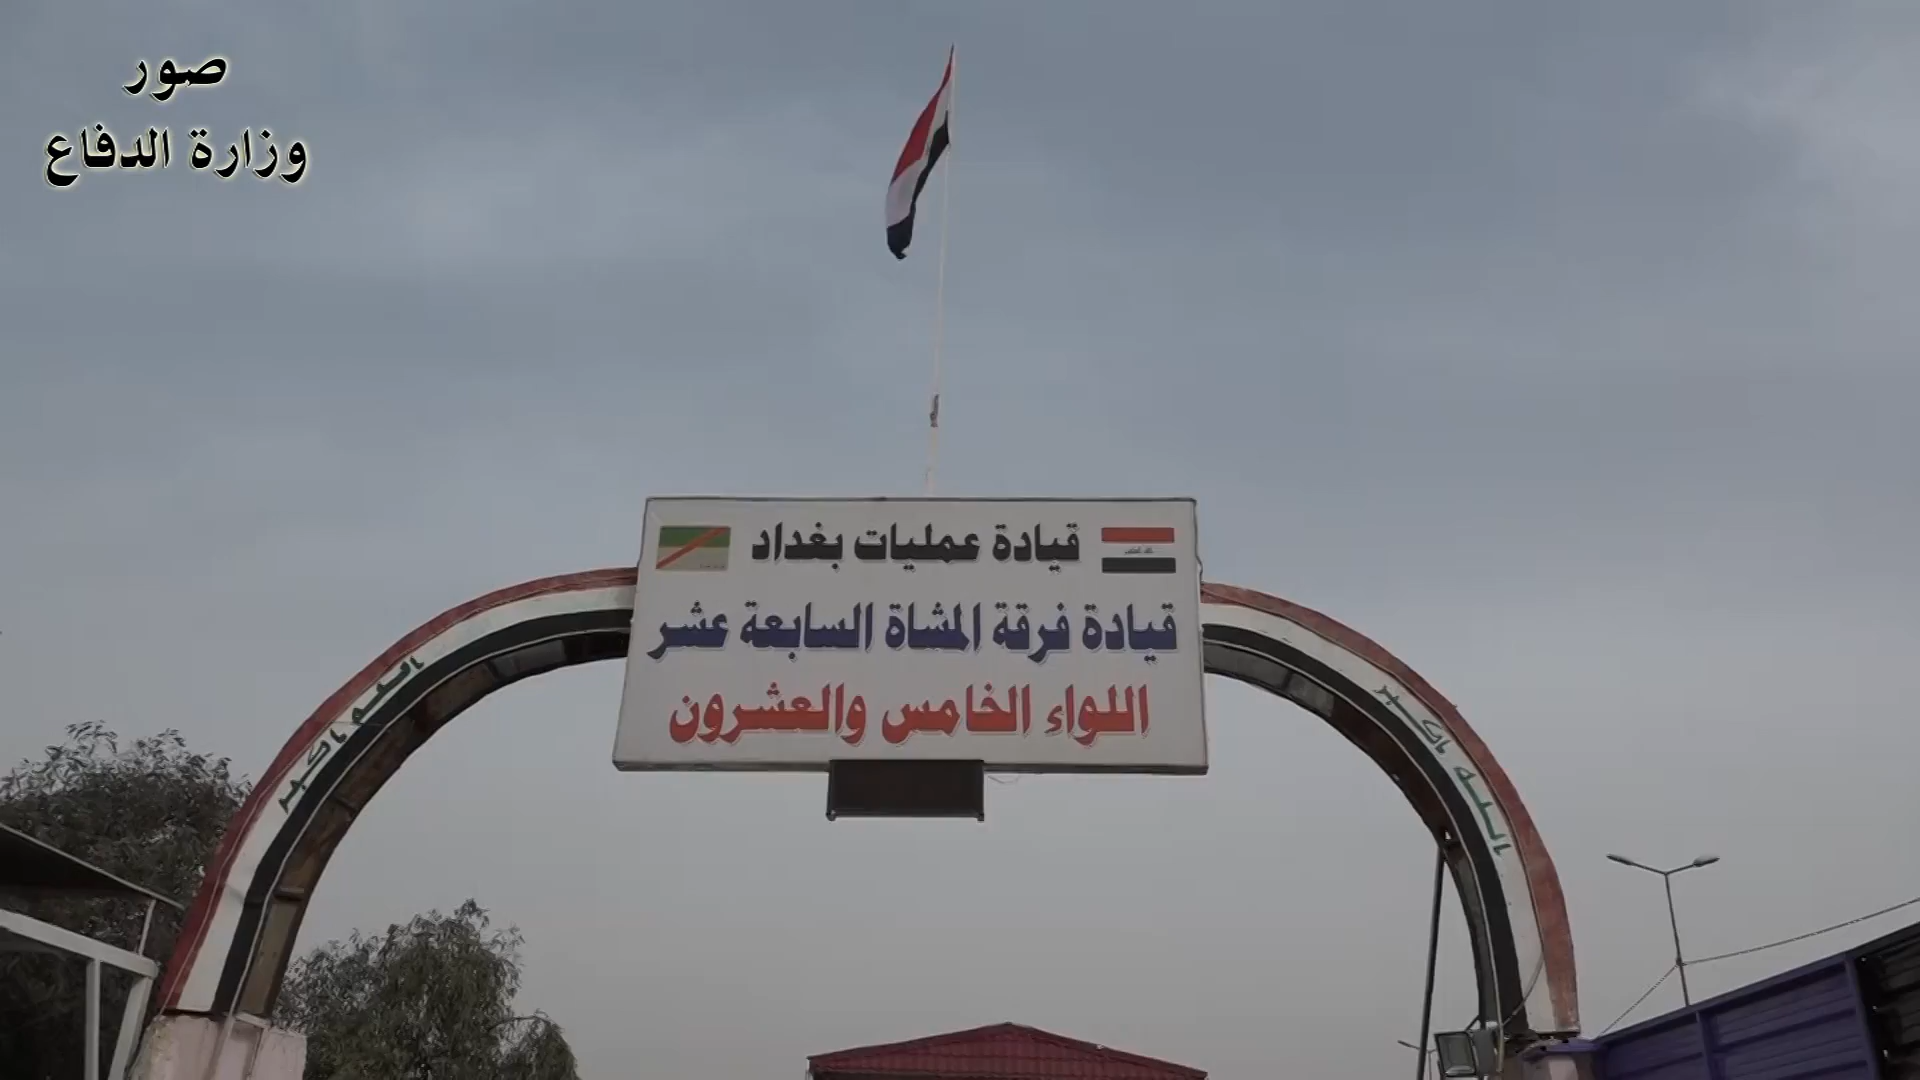 صور
وزارة الدفاع
قيادة عمليات بغداد
قيادة فرقة المشاة السابعة عشر
اللواء الخامس والعشرون
الله اكبر
الله اكبر